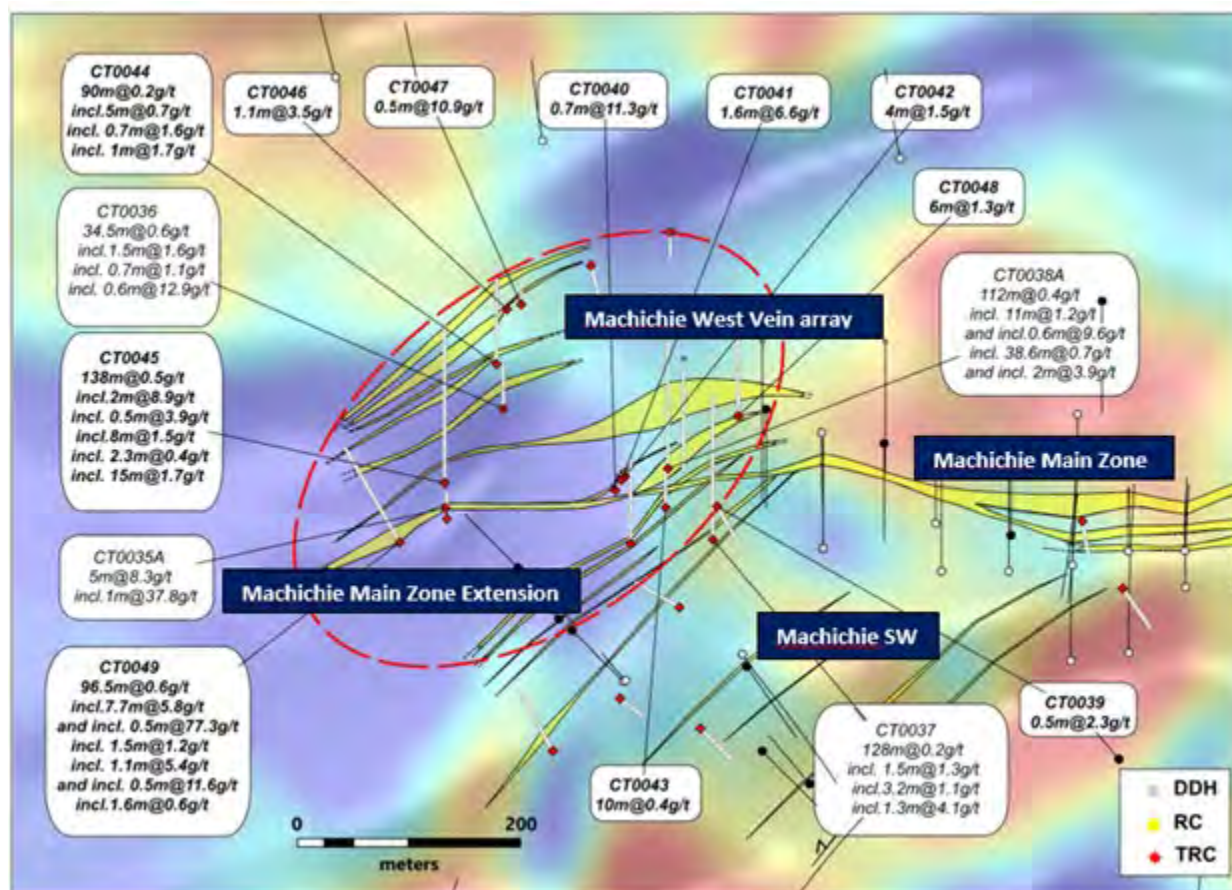 CT0044
90m@0.2g/t
incl.5m@0.7g/t
incl. 0.7m@1.6g/t
incl. 1m@1.7g/t
CT0046
1.1m@3.5g/t
CT0047
0.5m@10.9g/t
CT0040
0.7m@11.3g/t
CT0041
1.6m@6.6g/t
CT0042
4m@1.5g/t
CT0048
6m@1.3g/t
CT0036
34.5m@0.6g/t
incl.1.5m@1.6g/t
incl. 0.7m@1.1g/t
incl. 0.6m@12.9g/t
CT0038A
112m@0.4g/t
incl. 11m@1.2g/t
and incl.0.6m@9.6g/t
incl. 38.6m@0.7g/t
and incl. 2m@3.9g/t
Machichie West Vein array
CT0045
138m@0.5g/t
incl.2m@8.9g/t
incl. 0.5m@3.9g/t
incl.8m@1.5g/t
incl. 2.3m@0.4g/t
incl. 15m@1.7g/t
Machichie Main Zone
CT0035A
5m@8.3g/t
incl.1m@37.8g/t
Machichie Main Zone Extension
Machichie SW
CT0049
96.5m@0.6g/t
incl.7.7m@5.8g/t
and incl. 0.5m@77.3g/t
incl. 1.5m@1.2g/t
incl. 1.1m@5.4g/t
and incl. 0.5m@11.6g/t
incl.1.6m@0.6g/t
CT0039
0.5m@2.3g/t
CT0037
128m@0.2g/t
incl. 1.5m@1.3g/t
incl.3.2m@1.1g/t
incl.1.3m@4.1g/t
CT0043
10m@0.4g/t
0 200
meters
DDH
RC
TRC